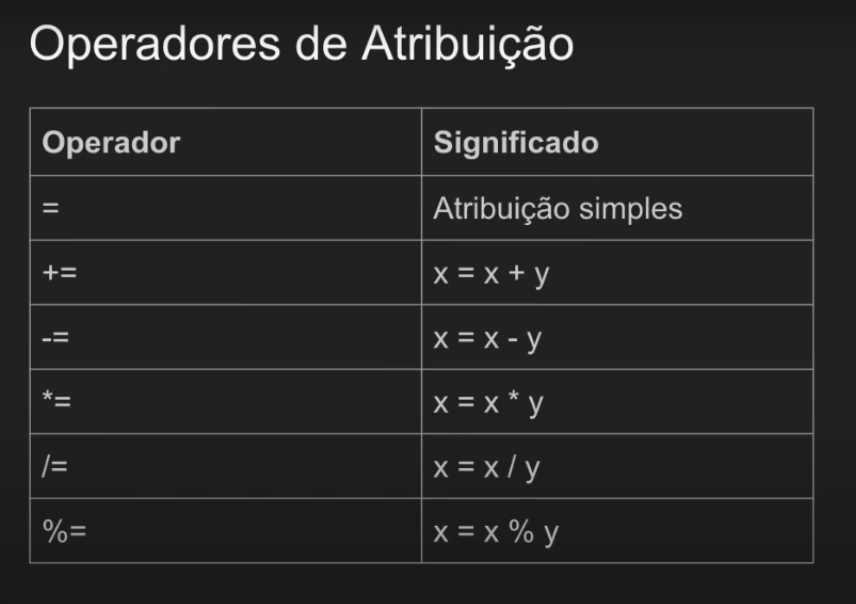 Operadores de Atribuição
Operador Significado
= Atribuição simples
+= x = x + y
-= x = x - y
*= x = x * y
/= x = x / y
%= x = x % y